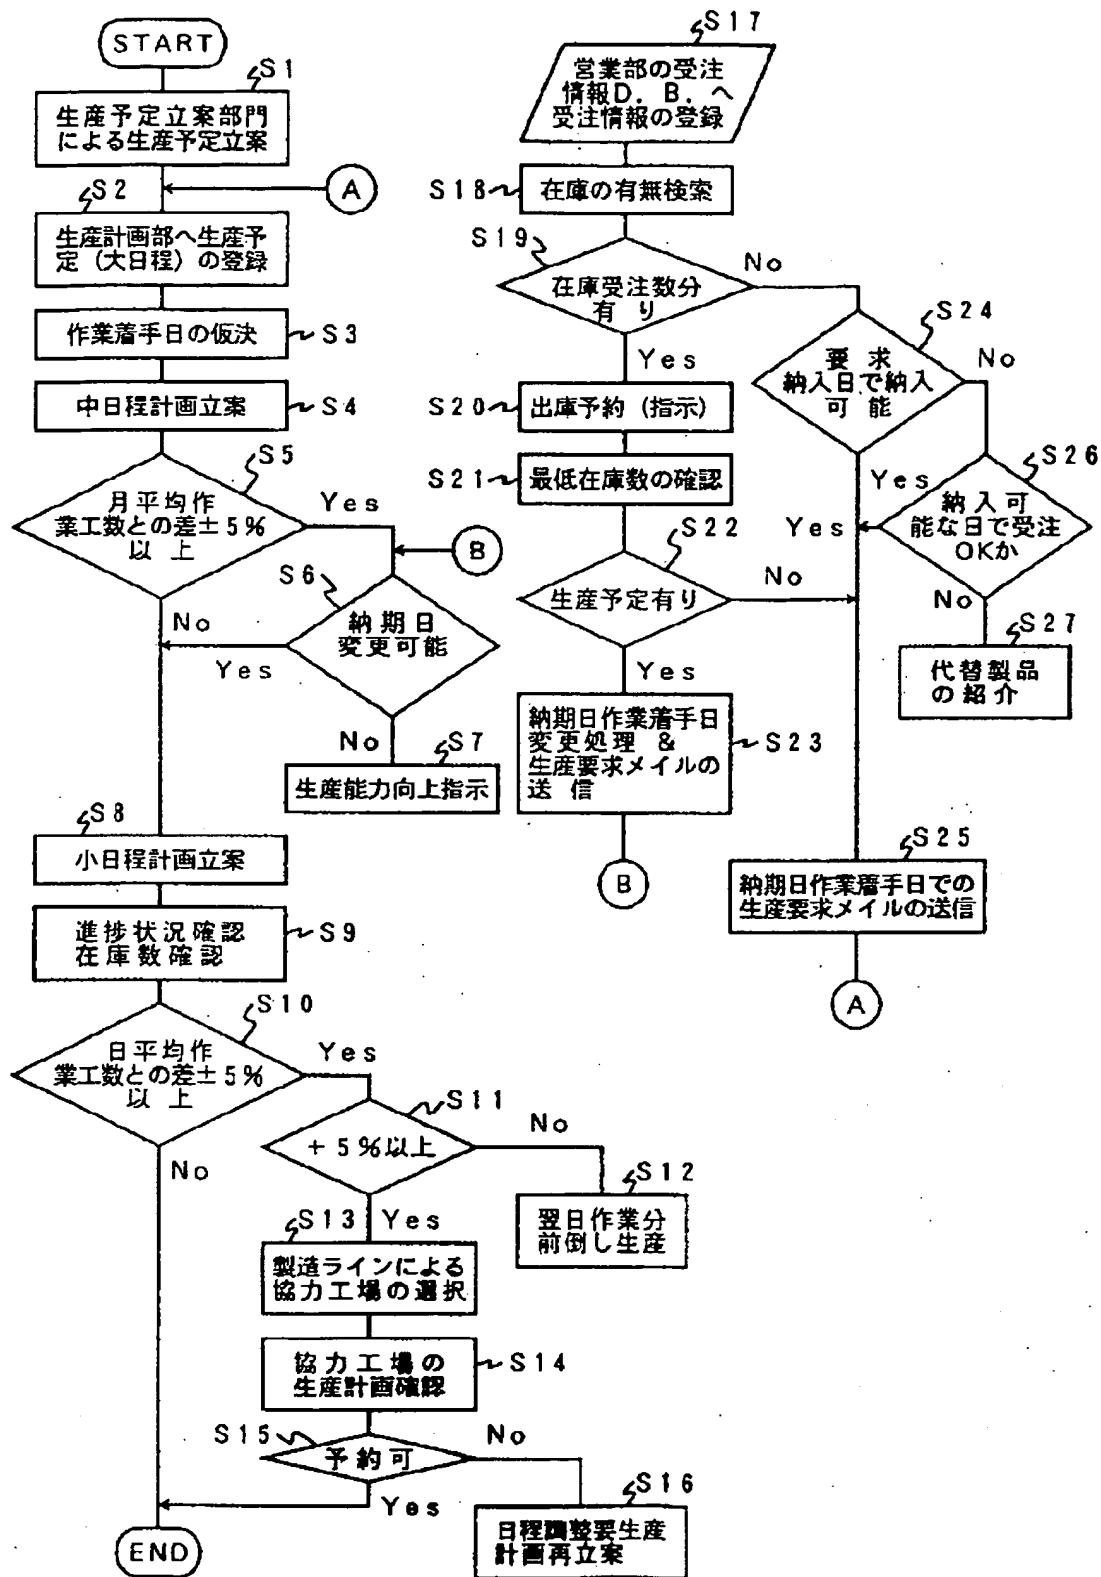 START
S1
生産予定立案部門
による生産予定立案
A
S2
生産計画部へ生産予
定(大日程)の登録
作業着手日の仮決
S3
中日程計画立案
S4
S5
月平均作
業工数との差±5%
以上
Yes
No
B
S6
納期日
変更可能
Yes
No
S7
生産能力向上指示
S8
小日程計画立案
進捗状況確認
在庫数確認
S9
S10
日平均作
業工数との差±5%
以上
Yes
No
S11
+5%以上
No
S12
翌日作業分
前倒し生産
Yes
S13
製造ラインによる
協力工場の選択
協力工場の
生産計画確認
S14
S15
予約可
No
Yes
S16
日程調整要生産
計画再立案
END
S17
営業部の受注
情報D.B.へ
受注情報の登録
S18
在庫の有無検索
S19
在庫受注数分
有り
No
Yes
S20
出庫予約(指示)
S21
最低在庫数の確認
S22
生産予定有り
No
Yes
納期日作業着手日
変更処理 &
生産要求メイルの
送信
S23
B
S24
要求
納入日で納入
可能
No
Yes
S26
納入可
能な日で受注
OKか
Yes
No
S27
代替製品
の紹介
S25
納期日作業着手日での
生産要求メイルの送信
A